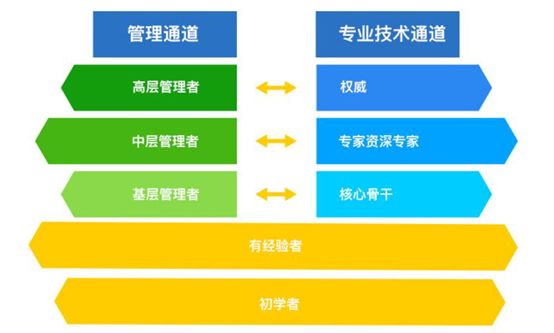 管理通道
专业技术通道
高层管理者
权威
中层管理者
专家资深专家
基层管理者
核心骨干
有经验者
初学者